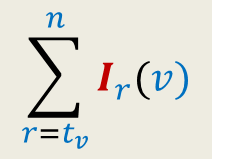 n
∑ I_r(v)
r=t_v